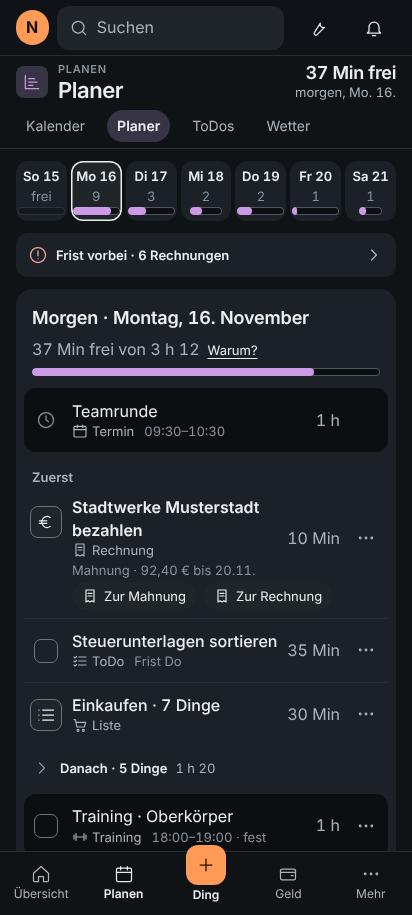 N
Suchen
PLANEN
Planer
37 Min frei
morgen, Mo. 16.
Kalender
Planer
ToDos
Wetter
So 15
frei
Mo 16
9
Di 17
3
Mi 18
2
Do 19
2
Fr 20
1
Sa 21
1
Frist vorbei · 6 Rechnungen
Morgen · Montag, 16. November
37 Min frei von 3 h 12 Warum?
Teamrunde
1 h
Termin 09:30–10:30
Zuerst
Stadtwerke Musterstadt
bezahlen
10 Min
Rechnung
Mahnung · 92,40 € bis 20.11.
Zur Mahnung
Zur Rechnung
Steuerunterlagen sortieren
35 Min
ToDo Frist Do
Einkaufen · 7 Dinge
30 Min
Liste
Danach · 5 Dinge 1 h 20
Training · Oberkörper
1 h
Training 18:00–19:00 · fest
Übersicht
Planen
Ding
Geld
Mehr